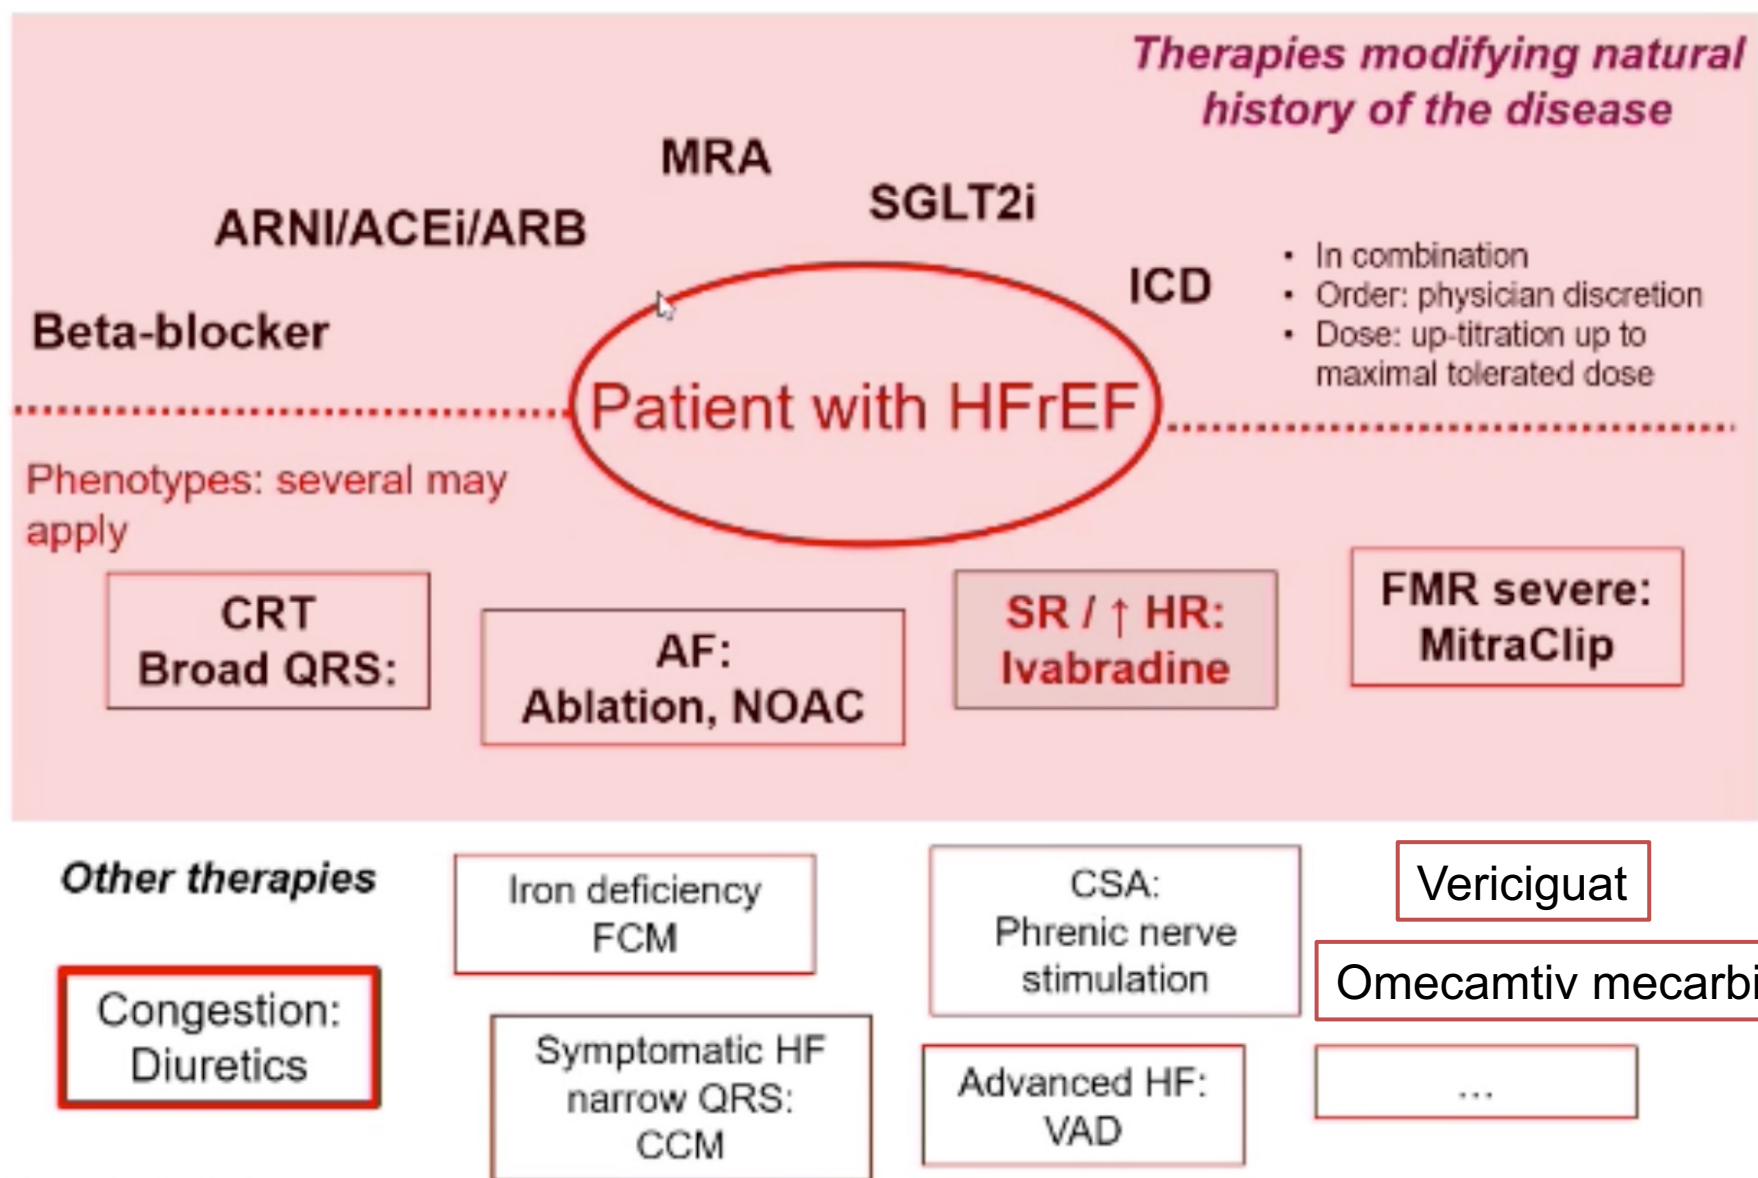 Therapies modifying natural
history of the disease
MRA
SGLT2i
ARNI/ACEi/ARB
ICD
Beta-blocker
• In combination
• Order: physician discretion
• Dose: up-titration up to
maximal tolerated dose
Patient with HFrEF
Phenotypes: several may
apply
CRT
Broad QRS:
AF:
Ablation, NOAC
SR / ↑ HR:
Ivabradine
FMR severe:
MitraClip
Other therapies
Iron deficiency
FCM
CSA:
Phrenic nerve
stimulation
Vericiguat
Omecamtiv mecarbi
Congestion:
Diuretics
Symptomatic HF
narrow QRS:
CCM
Advanced HF:
VAD
...